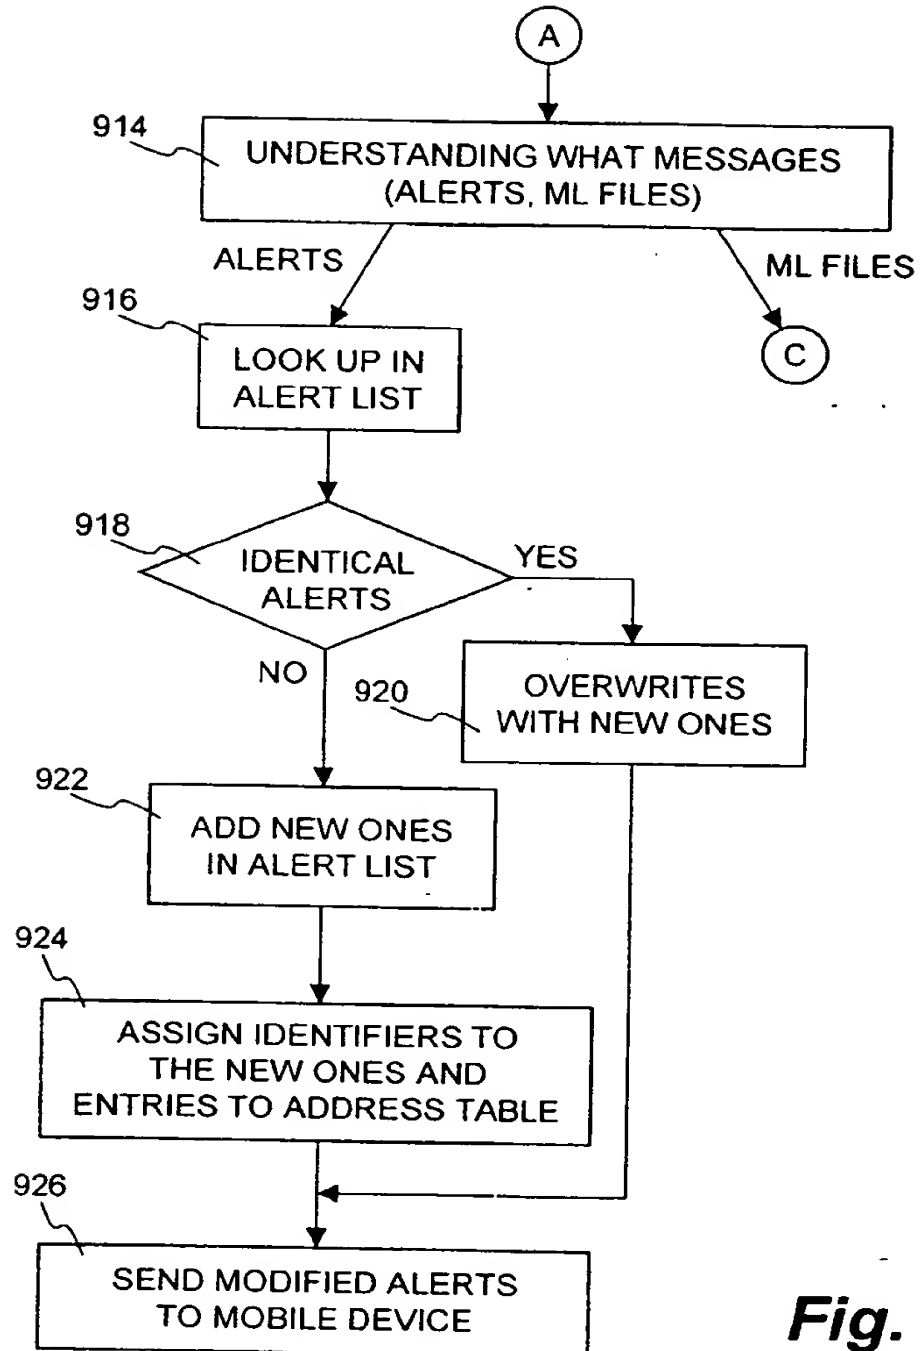 A
914
UNDERSTANDING WHAT MESSAGES
(ALERTS, ML FILES)
ALERTS
ML FILES
916
LOOK UP IN
ALERT LIST
C
918
IDENTICAL
ALERTS
YES
NO
920
OVERWRITES
WITH NEW ONES
922
ADD NEW ONES
IN ALERT LIST
924
ASSIGN IDENTIFIERS TO
THE NEW ONES AND
ENTRIES TO ADDRESS TABLE
926
SEND MODIFIED ALERTS
TO MOBILE DEVICE
Fig.